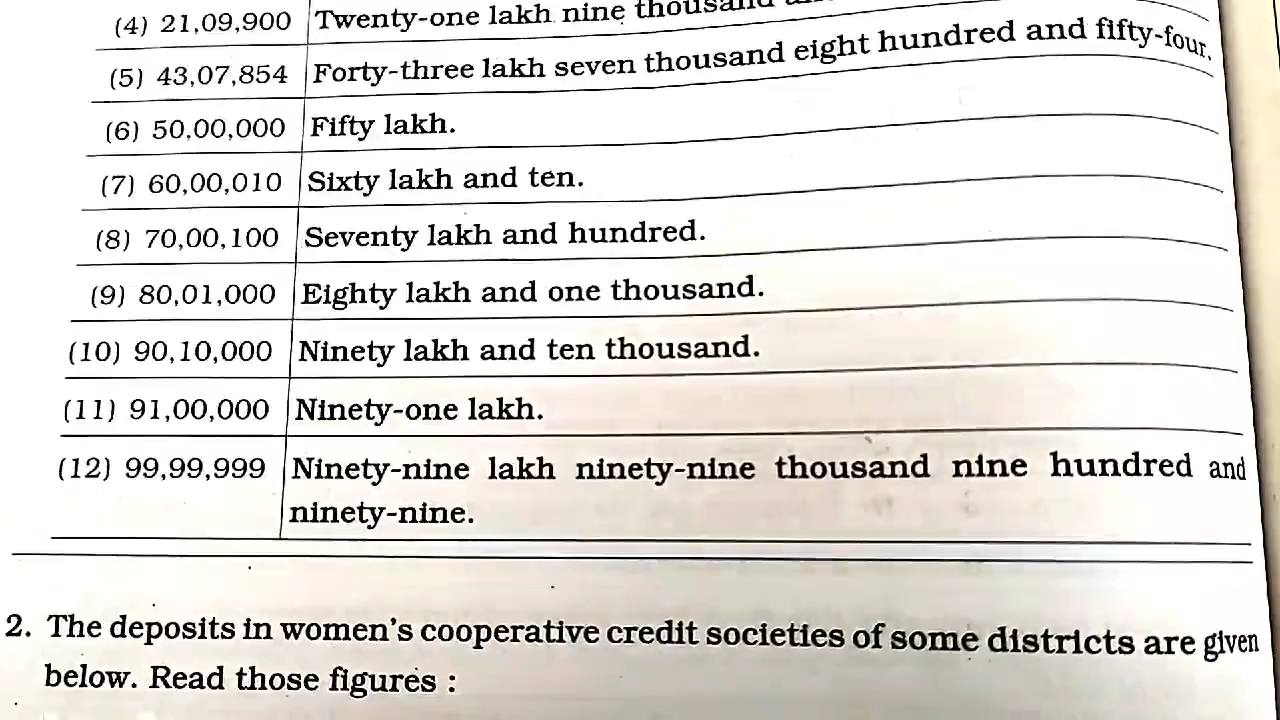 (4) 21,09,900 Twenty-one lakh nine thousand
(5) 43,07,854 Forty-three lakh seven thousand eight hundred and fifty-four.
(6) 50,00,000 Fifty lakh.
(7) 60,00,010 Sixty lakh and ten.
(8) 70,00,100 Seventy lakh and hundred.
(9) 80,01,000 Eighty lakh and one thousand.
(10) 90,10,000 Ninety lakh and ten thousand.
(11) 91,00,000 Ninety-one lakh.
(12) 99,99,999 Ninety-nine lakh ninety-nine thousand nine hundred and
ninety-nine.
2. The deposits in women's cooperative credit societies of some districts are given
below. Read those figures :